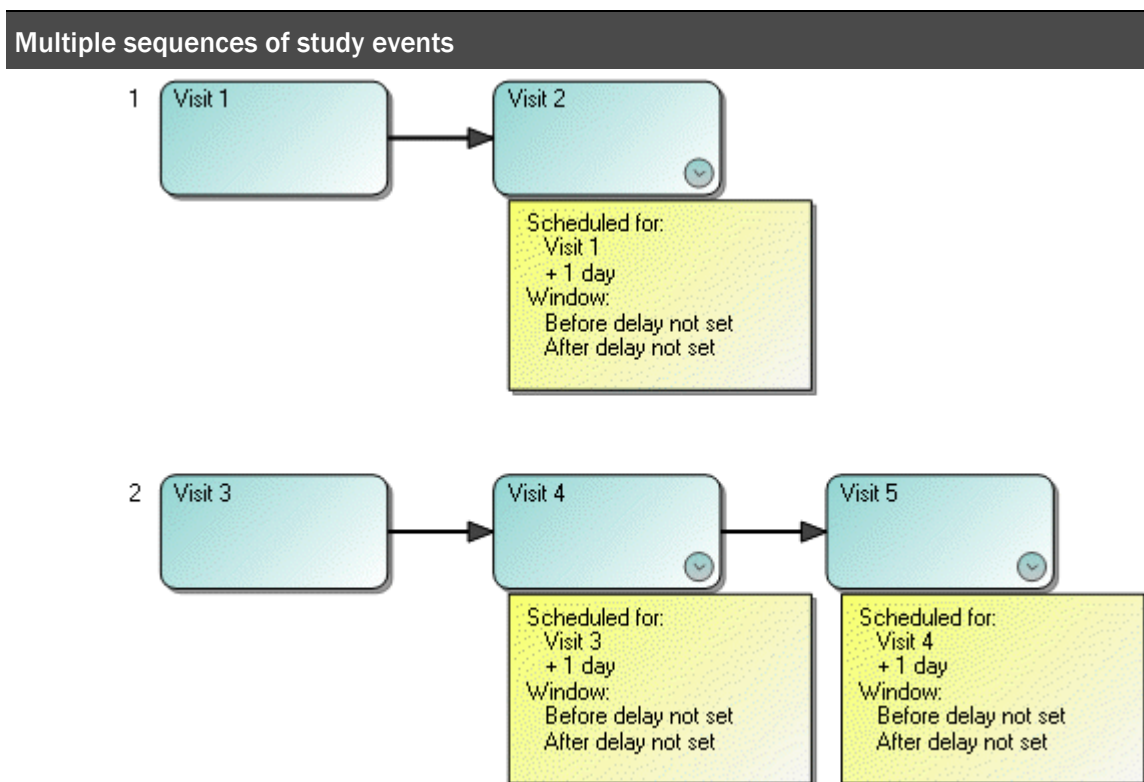 Multiple sequences of study events
1
Visit 1
Visit 2
Scheduled for:
Visit 1
+ 1 day
Window:
Before delay not set
After delay not set
2
Visit 3
Visit 4
Visit 5
Scheduled for:
Visit 3
+ 1 day
Window:
Before delay not set
After delay not set
Scheduled for:
Visit 4
+ 1 day
Window:
Before delay not set
After delay not set